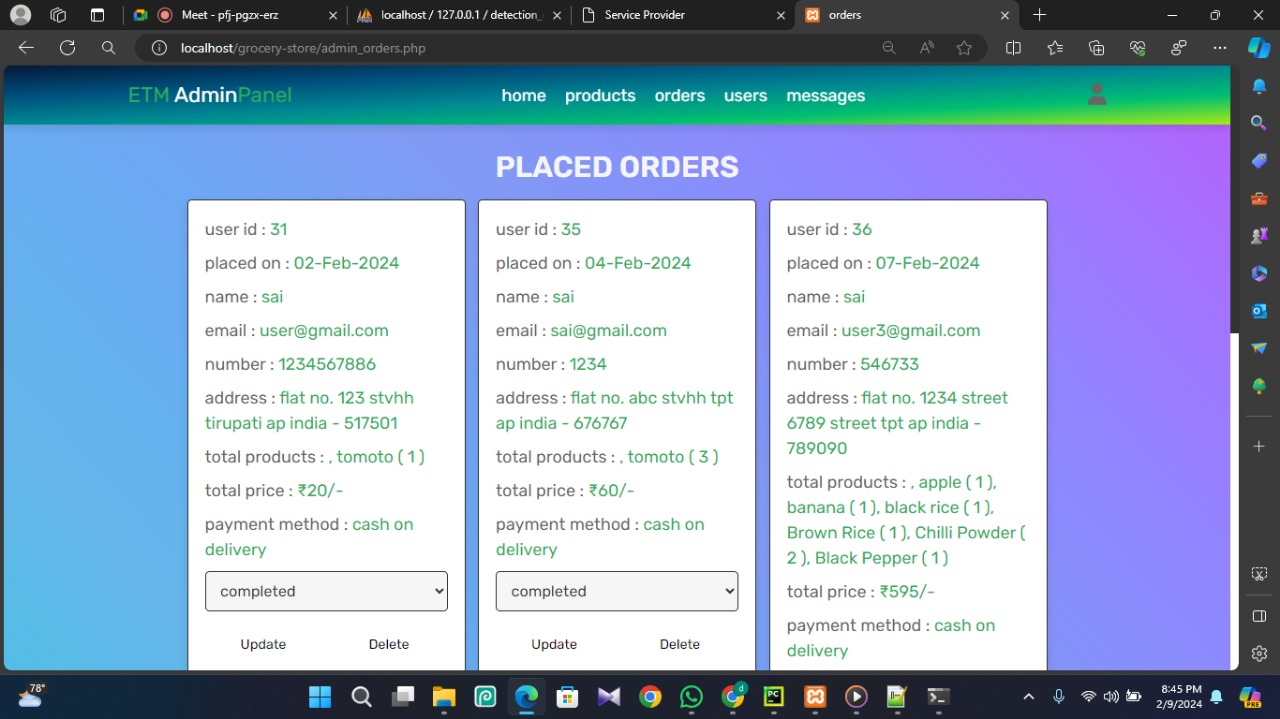 Meet - pfj-pgzx-erz
localhost / 127.0.0.1 / detection_
Service Provider
orders
localhost/grocery-store/admin_orders.php
ETM AdminPanel
home products orders users messages
PLACED ORDERS
user id : 31
placed on : 02-Feb-2024
name : sai
email : user@gmail.com
number : 1234567886
address : flat no. 123 stvhh
tirupati ap india - 517501
total products : , tomoto ( 1 )
total price : ₹20/-
payment method : cash on
delivery
completed
Update Delete
user id : 35
placed on : 04-Feb-2024
name : sai
email : sai@gmail.com
number : 1234
address : flat no. abc stvhh tpt
ap india - 676767
total products : , tomoto ( 3 )
total price : ₹60/-
payment method : cash on
delivery
completed
Update Delete
user id : 36
placed on : 07-Feb-2024
name : sai
email : user3@gmail.com
number : 546733
address : flat no. 1234 street
6789 street tpt ap india -
789090
total products : , apple ( 1 ),
banana ( 1 ), black rice ( 1 ),
Brown Rice ( 1 ), Chilli Powder (
2 ), Black Pepper ( 1 )
total price : ₹595/-
payment method : cash on
delivery
78°
8:45 PM
2/9/2024